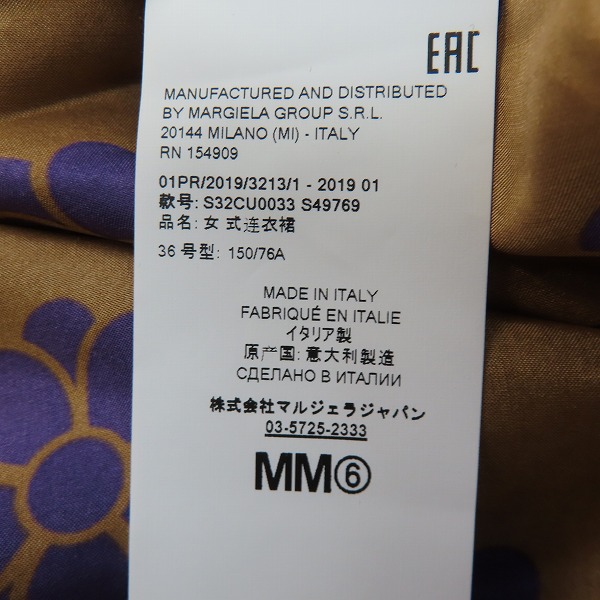 EAC
MANUFACTURED AND DISTRIBUTED
BY MARGIELA GROUP S.R.L.
20144 MILANO (MI) - ITALY
RN 154909
01PR/2019/3213/1 - 2019 01
款号: S32CU0033 S49769
品名: 女 式连衣裙
36 号型: 150/76A
MADE IN ITALY
FABRIQUÉ EN ITALIE
イタリア製
原产国: 意大利製造
СДЕЛАНО В ИТАЛИИ
株式会社マルジェラジャパン
03-5725-2333
MM⑥